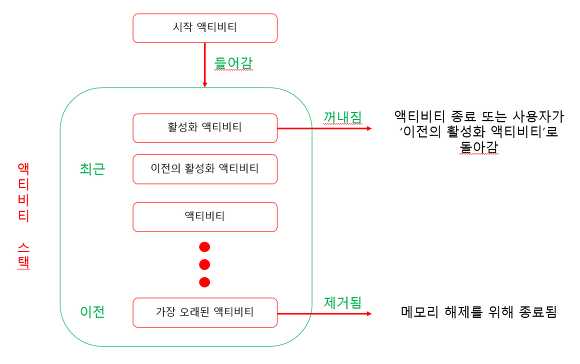 시작 액티비티
들어감
활성화 액티비티
꺼내짐
액티비티 종료 또는 사용자가
'이전의 활성화 액티비티'로
돌아감
최근
이전의 활성화 액티비티
액티비티 스택
액티비티
이전
가장 오래된 액티비티
제거됨
메모리 해제를 위해 종료됨